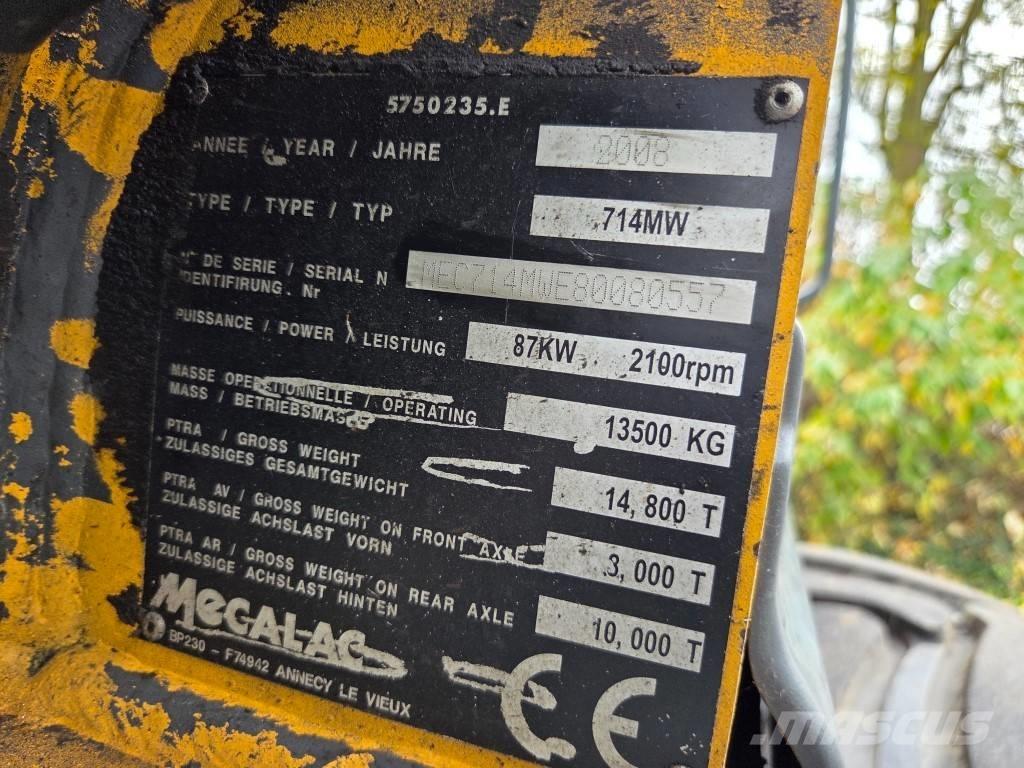 5750235.E
ANNEE / YEAR / JAHRE 2008
TYPE / TYPE / TYP 714MW
N° DE SERIE / SERIAL N MEC714MWE80080557
IDENTIFIRUNG. Nr
PUISSANCE / POWER / LEISTUNG 87KW 2100rpm
MASSE OPERATIONNELLE / OPERATING
MASS / BETRIEBSMASSE 13500 KG
PTRA / GROSS WEIGHT
ZULASSIGES GESAMTGEWICHT 14,800 T
PTRA AV / GROSS WEIGHT ON FRONT AXLE
ZULASSIGE ACHSLAST VORN 3,000 T
PTRA AR / GROSS WEIGHT ON REAR AXLE
ZULASSIGE ACHSLAST HINTEN 10,000 T
MECALAC
BP230 - F74942 ANNECY LE VIEUX
CE
MASCUS